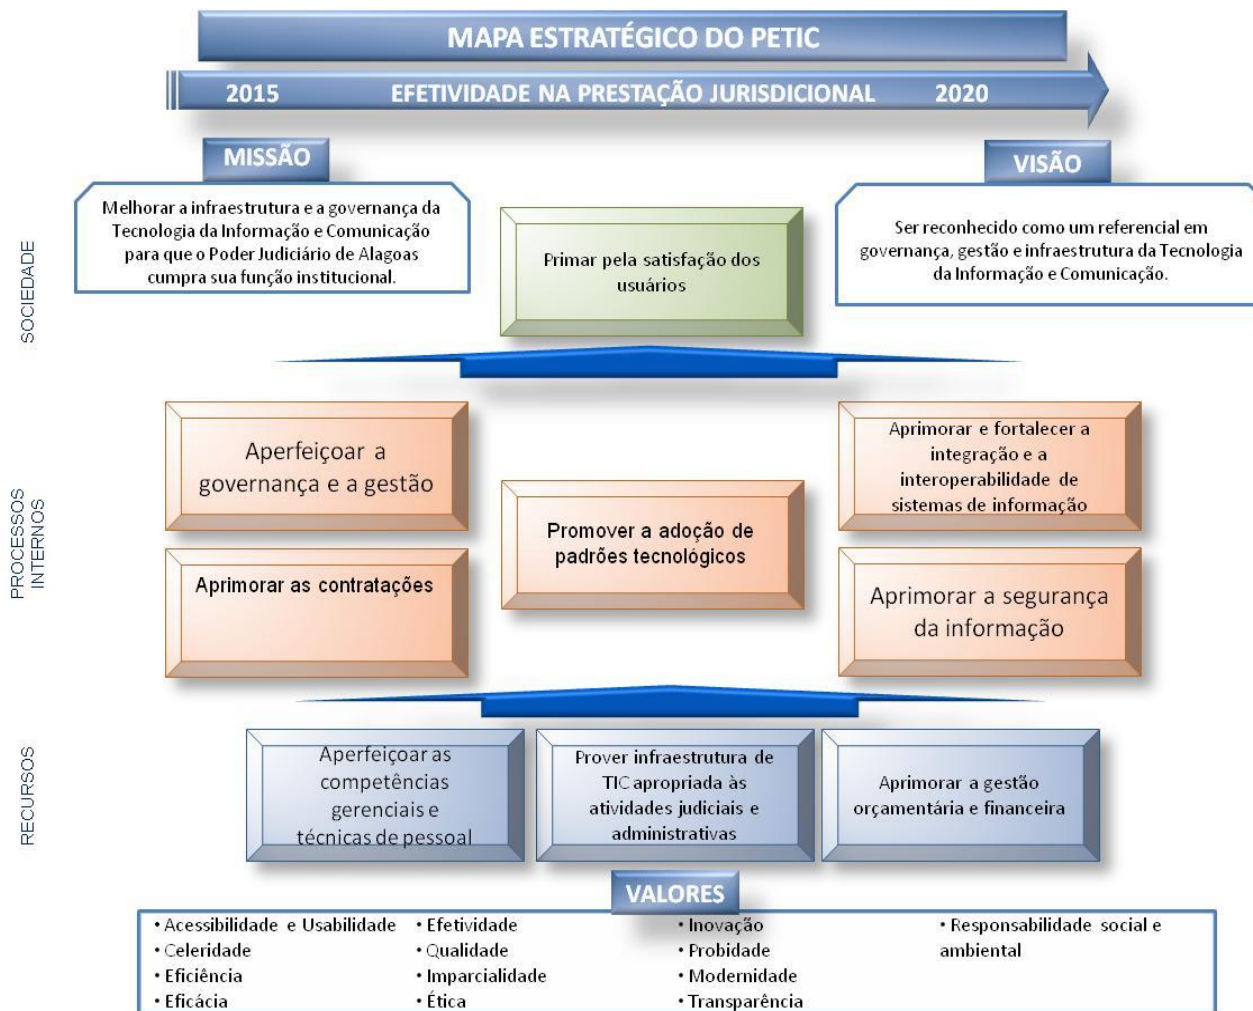 MAPA ESTRATÉGICO DO PETIC
2015 EFETIVIDADE NA PRESTAÇÃO JURISDICIONAL 2020
MISSÃO
Melhorar a infraestrutura e a governança da
Tecnologia da Informação e Comunicação
para que o Poder Judiciário de Alagoas
cumpra sua função institucional.
VISÃO
Ser reconhecido como um referencial em
governança, gestão e infraestrutura da Tecnologia
da Informação e Comunicação.
SOCIEDADE
Primar pela satisfação dos
usuários
PROCESSOS
INTERNOS
Aperfeiçoar a
governança e a gestão
Aprimorar as contratações
Promover a adoção de
padrões tecnológicos
Aprimorar e fortalecer a
integração e a
interoperabilidade de
sistemas de informação
Aprimorar a segurança
da informação
RECURSOS
Aperfeiçoar as
competências
gerenciais e
técnicas de pessoal
Prover infraestrutura de
TIC apropriada às
atividades judiciais e
administrativas
Aprimorar a gestão
orçamentária e financeira
VALORES
• Acessibilidade e Usabilidade
• Celeridade
• Eficiência
• Eficácia
• Efetividade
• Qualidade
• Imparcialidade
• Ética
• Inovação
• Probidade
• Modernidade
• Transparência
• Responsabilidade social e
ambiental